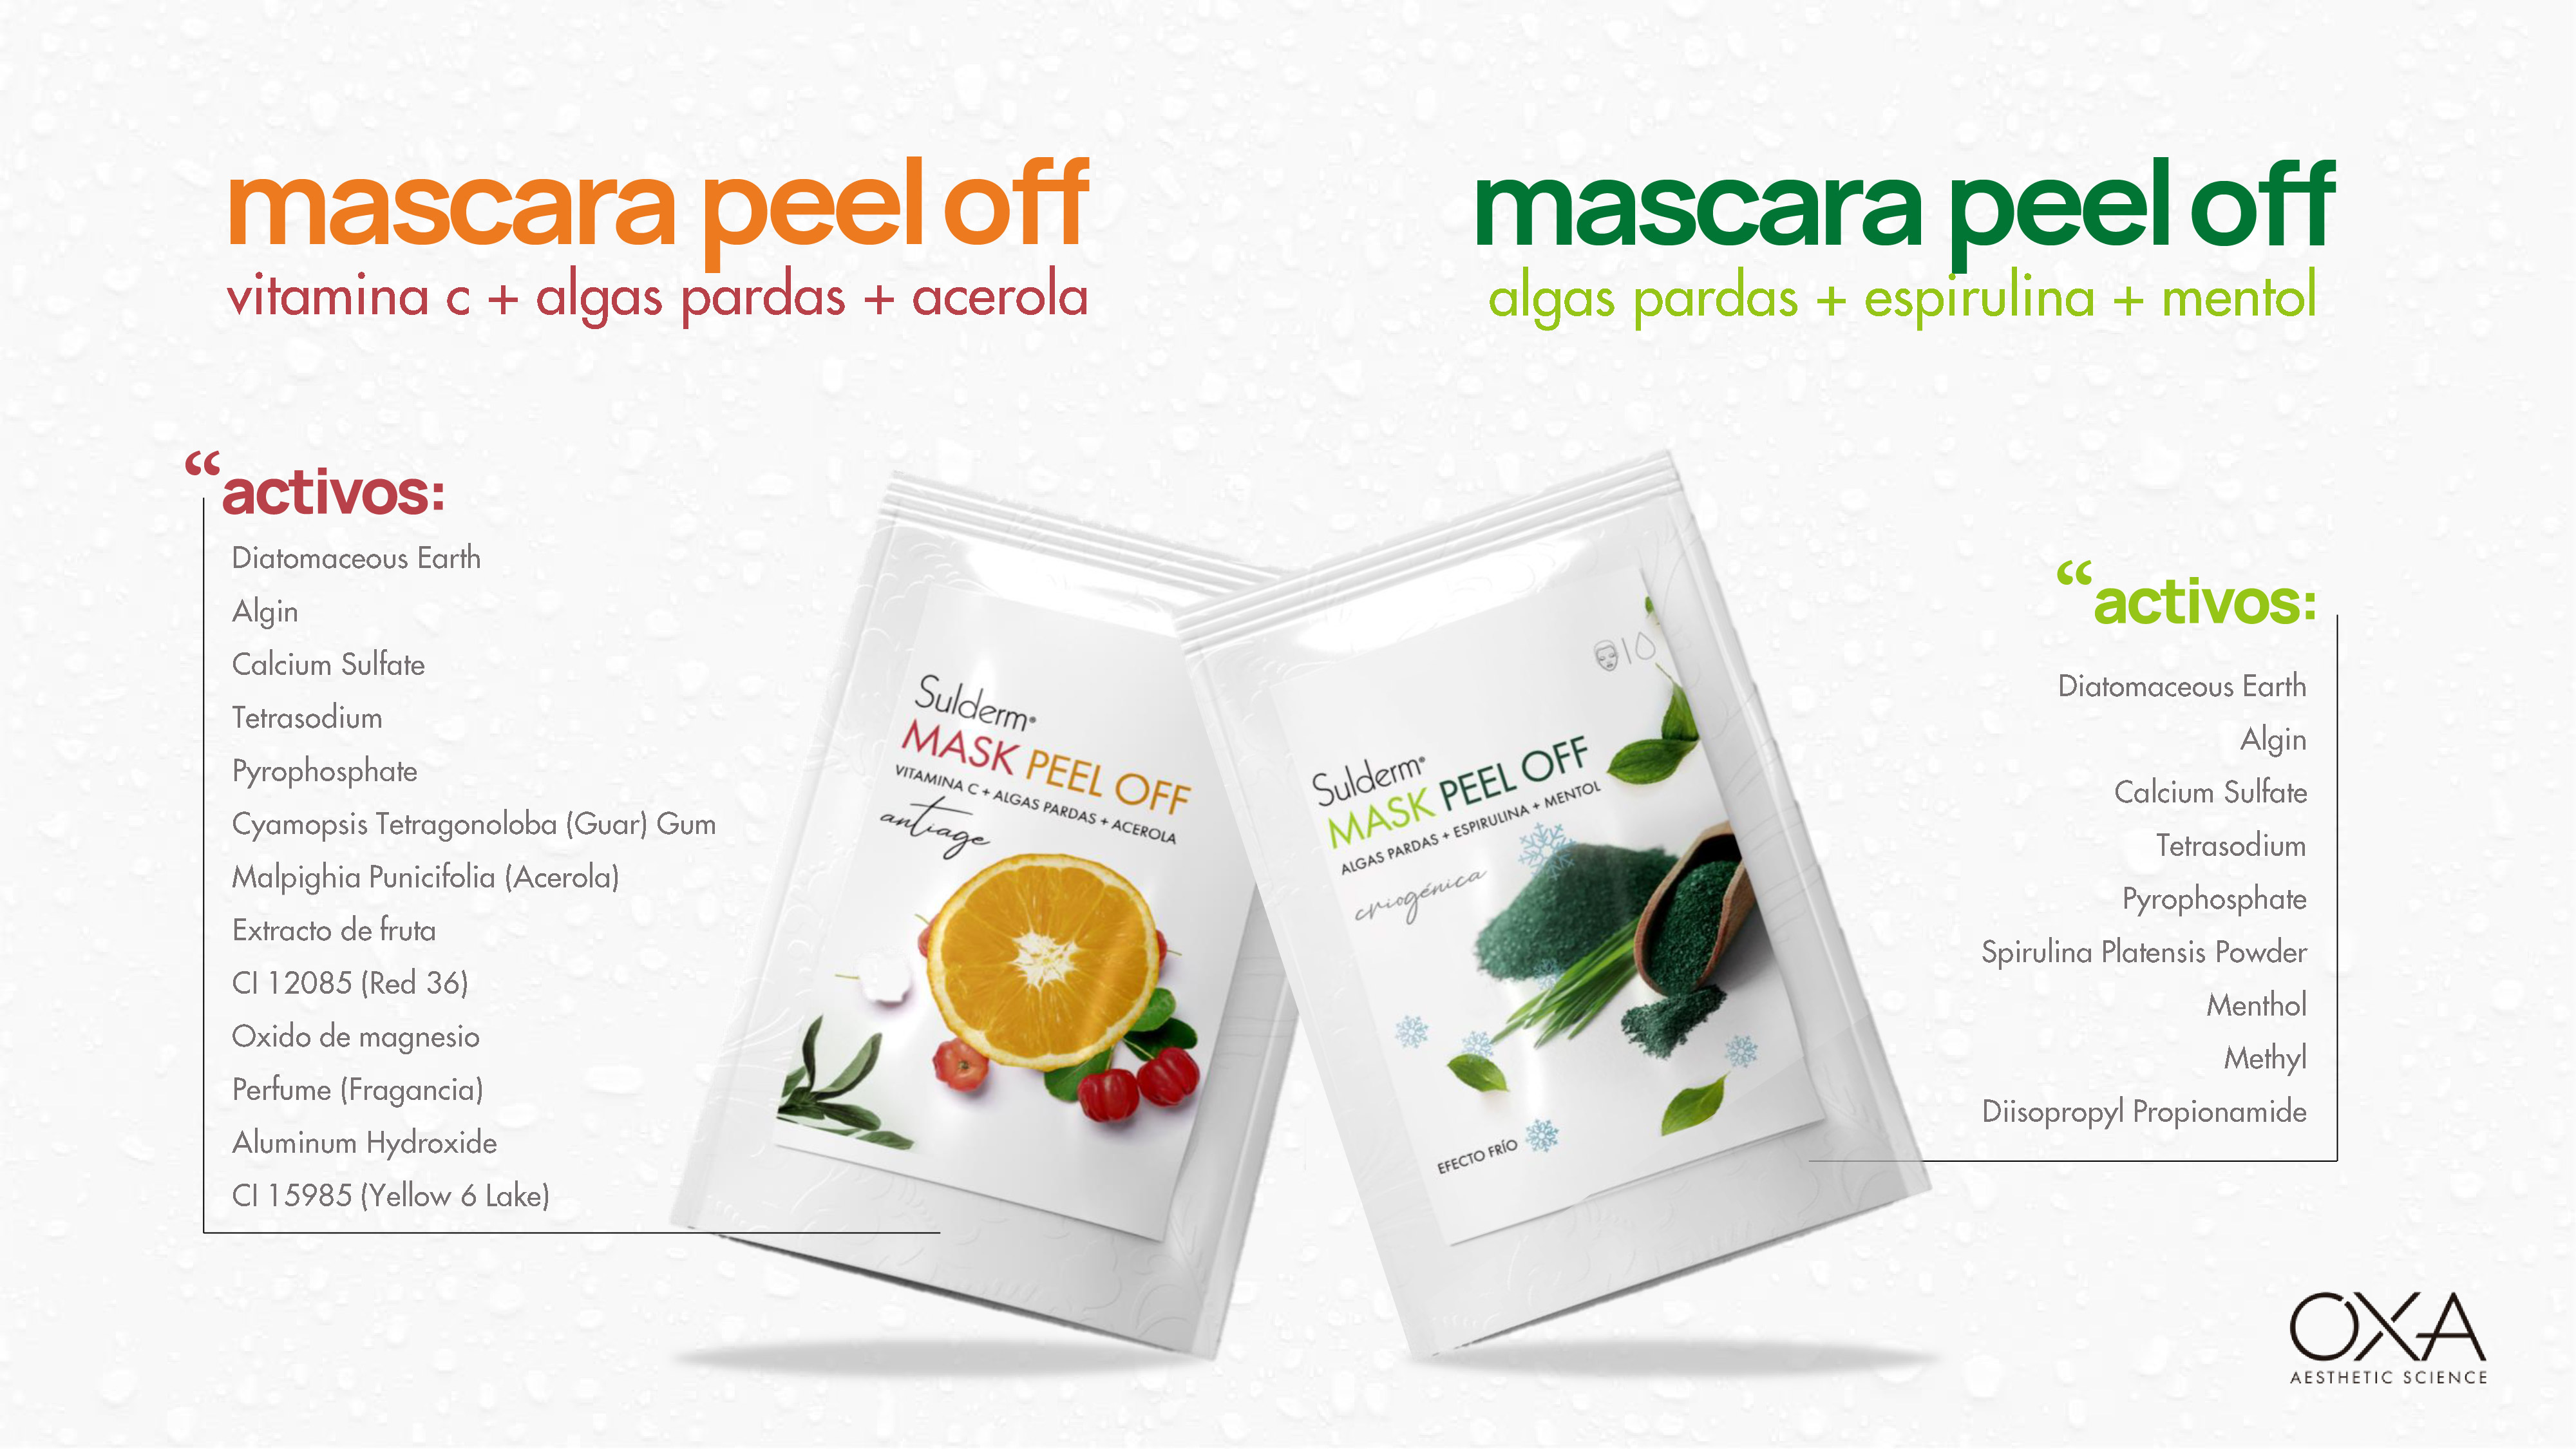 mascara peel off
vitamina c + algas pardas + acerola
“activos:
Diatomaceous Earth
Algin
Calcium Sulfate
Tetrasodium
Pyrophosphate
Cyamopsis Tetragonoloba (Guar) Gum
Malpighia Punicifolia (Acerola)
Extracto de fruta
CI 12085 (Red 36)
Oxido de magnesio
Perfume (Fragancia)
Aluminum Hydroxide
CI 15985 (Yellow 6 Lake)
Sulderm®
MASK PEEL OFF
VITAMINA C + ALGAS PARDAS + ACEROLA
antiage
mascara peel off
algas pardas + espirulina + mentol
Sulderm®
MASK PEEL OFF
ALGAS PARDAS + ESPIRULINA + MENTOL
criogénica
EFECTO FRÍO
“activos:
Diatomaceous Earth
Algin
Calcium Sulfate
Tetrasodium
Pyrophosphate
Spirulina Platensis Powder
Menthol
Methyl
Diisopropyl Propionamide
OXA
AESTHETIC SCIENCE